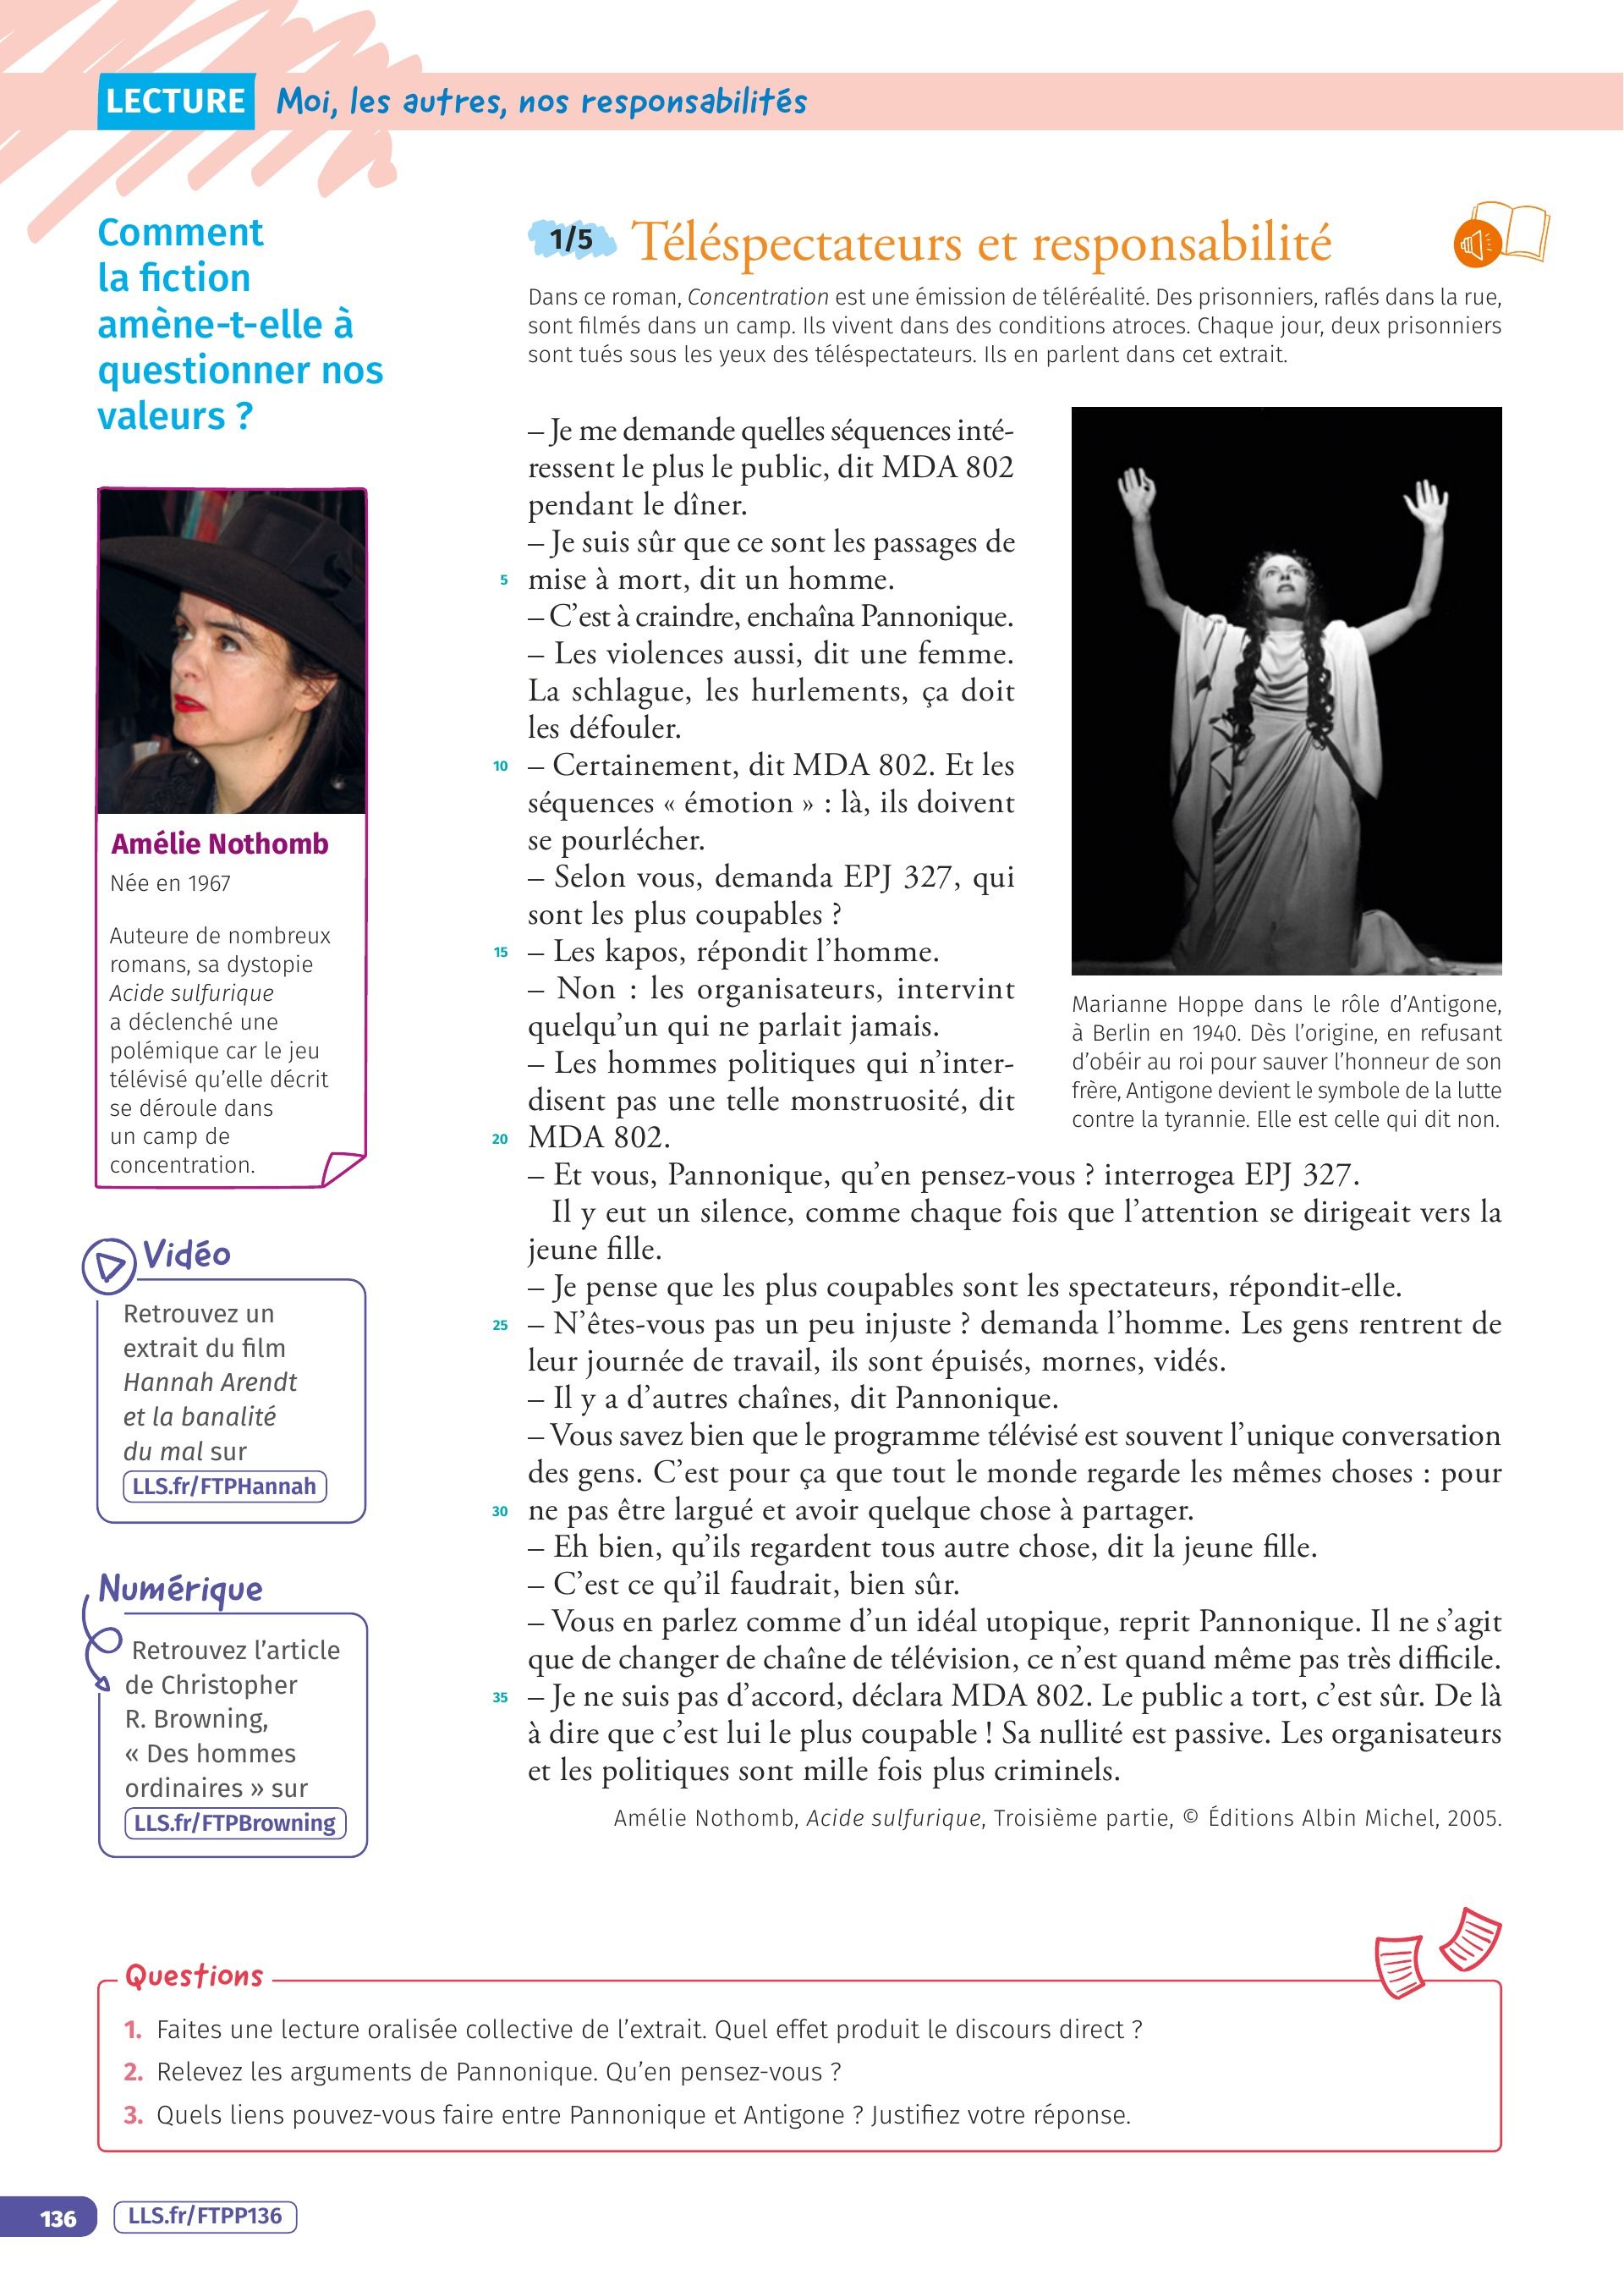 LECTURE Moi, les autres, nos responsabilités
Comment
la fiction
amène-t-elle à
questionner nos
valeurs ?
Amélie Nothomb
Née en 1967
Auteure de nombreux
romans, sa dystopie
Acide sulfurique
a déclenché une
polémique car le jeu
télévisé qu'elle décrit
se déroule dans
un camp de
concentration.
Vidéo
Retrouvez un
extrait du film
Hannah Arendt
et la banalité
du mal sur
LLS.fr/FTPHannah
Numérique
Retrouvez l'article
de Christopher
R. Browning,
« Des hommes
ordinaires » sur
LLS.fr/FTPBrowning
1/5 Téléspectateurs et responsabilité
Dans ce roman, Concentration est une émission de téléréalité. Des prisonniers, raflés dans la rue,
sont filmés dans un camp. Ils vivent dans des conditions atroces. Chaque jour, deux prisonniers
sont tués sous les yeux des téléspectateurs. Ils en parlent dans cet extrait.
– Je me demande quelles séquences inté-
ressent le plus le public, dit MDA 802
pendant le dîner.
– Je suis sûr que ce sont les passages de
5 mise à mort, dit un homme.
– C'est à craindre, enchaîna Pannonique.
– Les violences aussi, dit une femme.
La schlague, les hurlements, ça doit
les défouler.
10 – Certainement, dit MDA 802. Et les
séquences « émotion » : là, ils doivent
se pourlécher.
– Selon vous, demanda EPJ 327, qui
sont les plus coupables ?
15 – Les kapos, répondit l'homme.
– Non : les organisateurs, intervint
quelqu'un qui ne parlait jamais.
– Les hommes politiques qui n'inter-
disent pas une telle monstruosité, dit
20 MDA 802.
– Et vous, Pannonique, qu'en pensez-vous ? interrogea EPJ 327.
Il y eut un silence, comme chaque fois que l'attention se dirigeait vers la
jeune fille.
– Je pense que les plus coupables sont les spectateurs, répondit-elle.
25 – N'êtes-vous pas un peu injuste ? demanda l'homme. Les gens rentrent de
leur journée de travail, ils sont épuisés, mornes, vidés.
– Il y a d'autres chaînes, dit Pannonique.
– Vous savez bien que le programme télévisé est souvent l'unique conversation
des gens. C'est pour ça que tout le monde regarde les mêmes choses : pour
30 ne pas être largué et avoir quelque chose à partager.
– Eh bien, qu'ils regardent tous autre chose, dit la jeune fille.
– C'est ce qu'il faudrait, bien sûr.
– Vous en parlez comme d'un idéal utopique, reprit Pannonique. Il ne s'agit
que de changer de chaîne de télévision, ce n'est quand même pas très difficile.
35 – Je ne suis pas d'accord, déclara MDA 802. Le public a tort, c'est sûr. De là
à dire que c'est lui le plus coupable ! Sa nullité est passive. Les organisateurs
et les politiques sont mille fois plus criminels.
Amélie Nothomb, Acide sulfurique, Troisième partie, © Éditions Albin Michel, 2005.
Marianne Hoppe dans le rôle d'Antigone,
à Berlin en 1940. Dès l'origine, en refusant
d'obéir au roi pour sauver l'honneur de son
frère, Antigone devient le symbole de la lutte
contre la tyrannie. Elle est celle qui dit non.
Questions
1. Faites une lecture oralisée collective de l'extrait. Quel effet produit le discours direct ?
2. Relevez les arguments de Pannonique. Qu'en pensez-vous ?
3. Quels liens pouvez-vous faire entre Pannonique et Antigone ? Justifiez votre réponse.
136 LLS.fr/FTPP136